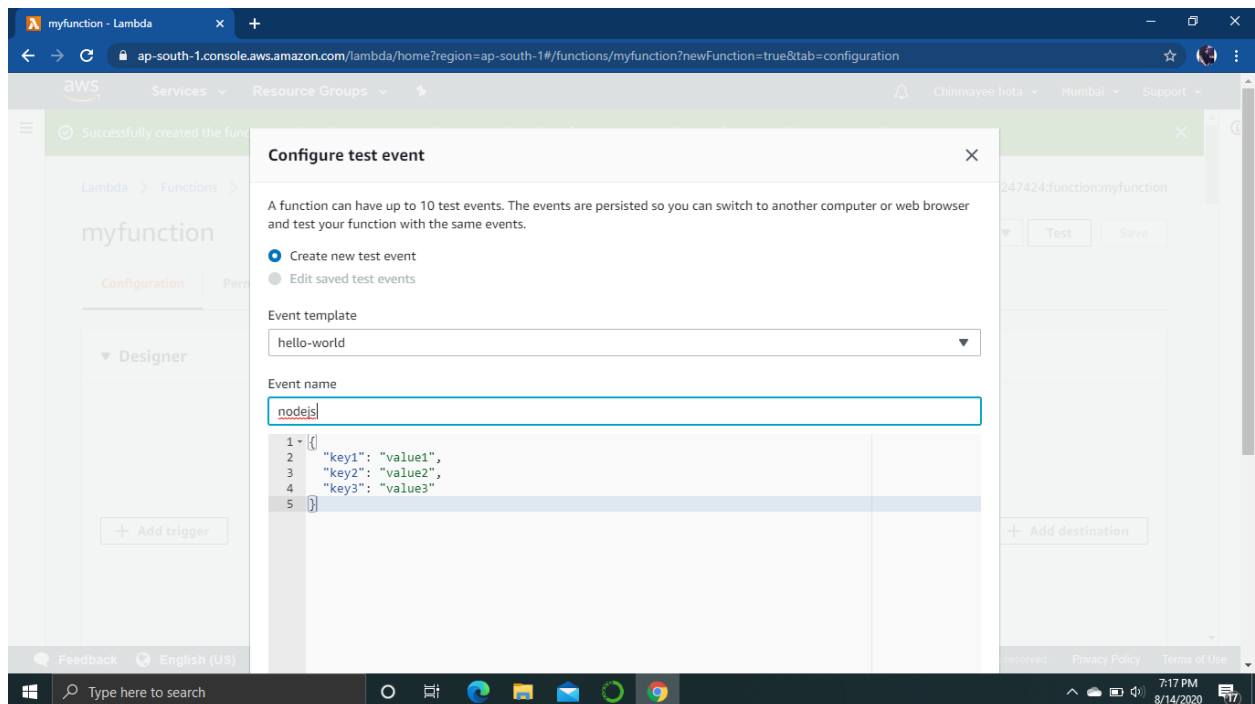 myfunction - Lambda
ap-south-1.console.aws.amazon.com/lambda/home?region=ap-south-1#/functions/myfunction?newFunction=true&tab=configuration
aws Services Resource Groups Chinmayee hota Mumbai Support
Successfully created the func
Configure test event
Lambda > Functions > 247424:function:myfunction
A function can have up to 10 test events. The events are persisted so you can switch to another computer or web browser
and test your function with the same events.
myfunction Test Save
Create new test event
Configuration Perm
Edit saved test events
Event template
hello-world
Designer
Event name
nodejs
1 {
2 "key1": "value1",
3 "key2": "value2",
4 "key3": "value3"
5 }
+ Add trigger + Add destination
Feedback English (US) reserved Privacy Policy Terms of Use
Type here to search
7:17 PM
8/14/2020
17